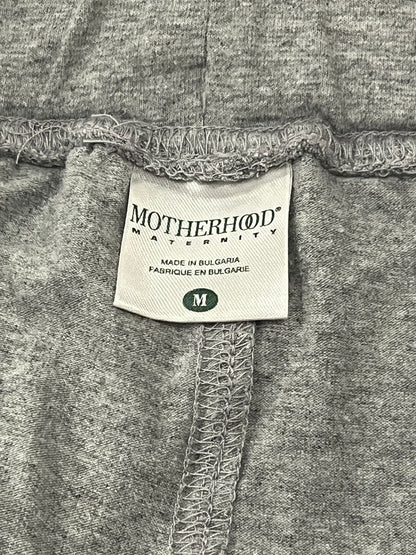 MOTHERHOOD®
MATERNITY
MADE IN BULGARIA
FABRIQUE EN BULGARIE
M